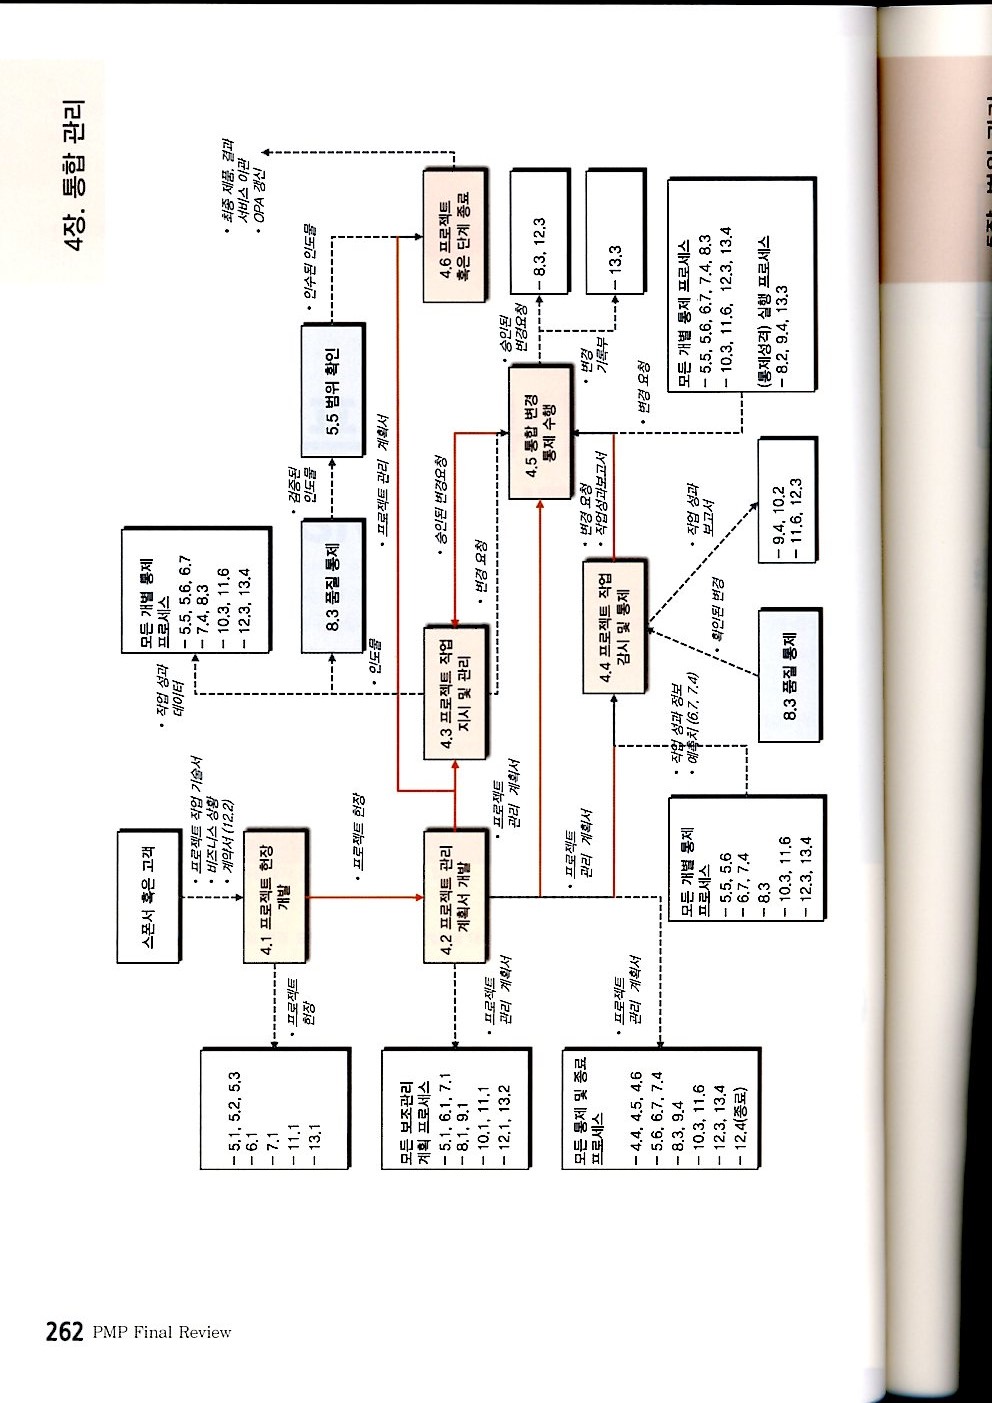 4장. 통합 관리
스폰서 혹은 고객
• 프로젝트 작업 기술서
• 비즈니스 상황
• 계약서 (12.2)
4.1 프로젝트 헌장
개발
• 프로젝트
헌장
- 5.1, 5.2, 5.3
- 6.1
- 7.1
- 11.1
- 13.1
• 프로젝트 헌장
4.2 프로젝트 관리
계획서 개발
• 프로젝트
관리 계획서
모든 보조관리
계획 프로세스
- 5.1, 6.1, 7.1
- 8.1, 9.1
- 10.1, 11.1
- 12.1, 13.2
• 프로젝트
관리 계획서
모든 통제 및 종료
프로세스
- 4.4, 4.5, 4.6
- 5.6, 6.7, 7.4
- 8.3, 9.4
- 10.3, 11.6
- 12.3, 13.4
- 12.4(종료)
• 프로젝트
관리 계획서
• 프로젝트
관리 계획서
• 프로젝트 관리 계획서
4.3 프로젝트 작업
지시 및 관리
• 작업 성과
데이터
모든 개별 통제
프로세스
- 5.5, 5.6, 6.7
- 7.4, 8.3
- 10.3, 11.6
- 12.3, 13.4
• 인도물
8.3 품질 통제
• 검증된
인도물
5.5 범위 확인
• 인수된 인도물
4.6 프로젝트
혹은 단계 종료
• 최종 제품, 결과
서비스 이관
• OPA 갱신
• 승인된 변경요청
• 변경 요청
4.5 통합 변경
통제 수행
• 승인된
변경요청
- 8.3, 12.3
• 변경
기록부
- 13.3
• 변경 요청
모든 개별 통제 프로세스
- 5.5, 5.6, 6.7, 7.4, 8.3
- 10.3, 11.6, 12.3, 13.4
(통제성격) 실행 프로세스
- 8.2, 9.4, 13.3
• 변경 요청
• 작업성과보고서
4.4 프로젝트 작업
감시 및 통제
• 작업 성과
보고서
- 9.4, 10.2
- 11.6, 12.3
• 확인된 변경
8.3 품질 통제
• 작업 성과 정보
• 예측치 (6.7, 7.4)
모든 개별 통제
프로세스
- 5.5, 5.6
- 6.7, 7.4
- 8.3
- 10.3, 11.6
- 12.3, 13.4
262 PMP Final Review